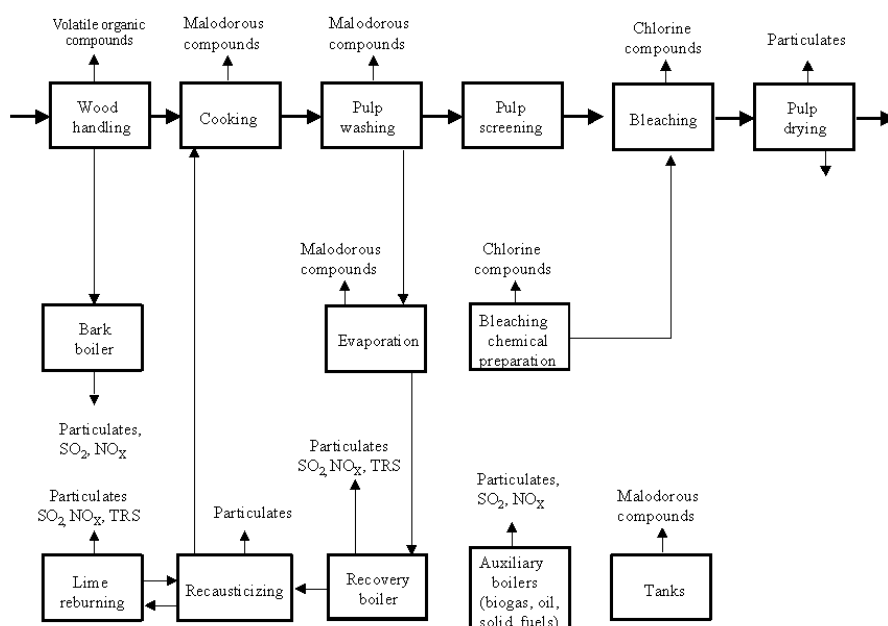 Volatile organic
compounds
Malodorous
compounds
Malodorous
compounds
Chlorine
compounds
Particulates
Wood
handling
Cooking
Pulp
washing
Pulp
screening
Bleaching
Pulp
drying
Malodorous
compounds
Chlorine
compounds
Bark
boiler
Evaporation
Bleaching
chemical
preparation
Particulates,
SO₂, NOX
Particulates
SO₂, NOX, TRS
Particulates
SO₂, NOX, TRS
Particulates
Particulates,
SO₂, NOX
Malodorous
compounds
Lime
reburning
Recausticizing
Recovery
boiler
Auxiliary
boilers
(biogas, oil,
solid, fuels)
Tanks